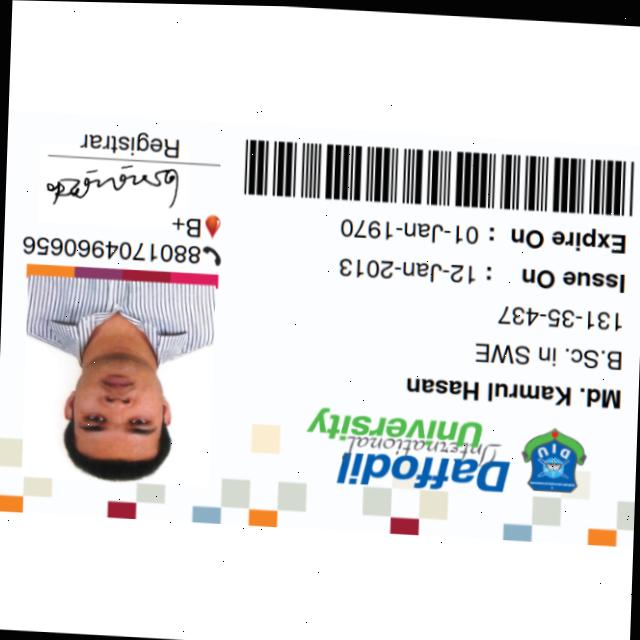 Daffodil
International
University
DIU
Md. Kamrul Hasan
B.Sc. in SWE
131-35-437
Issue On : 12-Jan-2013
Expire On : 01-Jan-1970
8801704960656
B+
Registrar